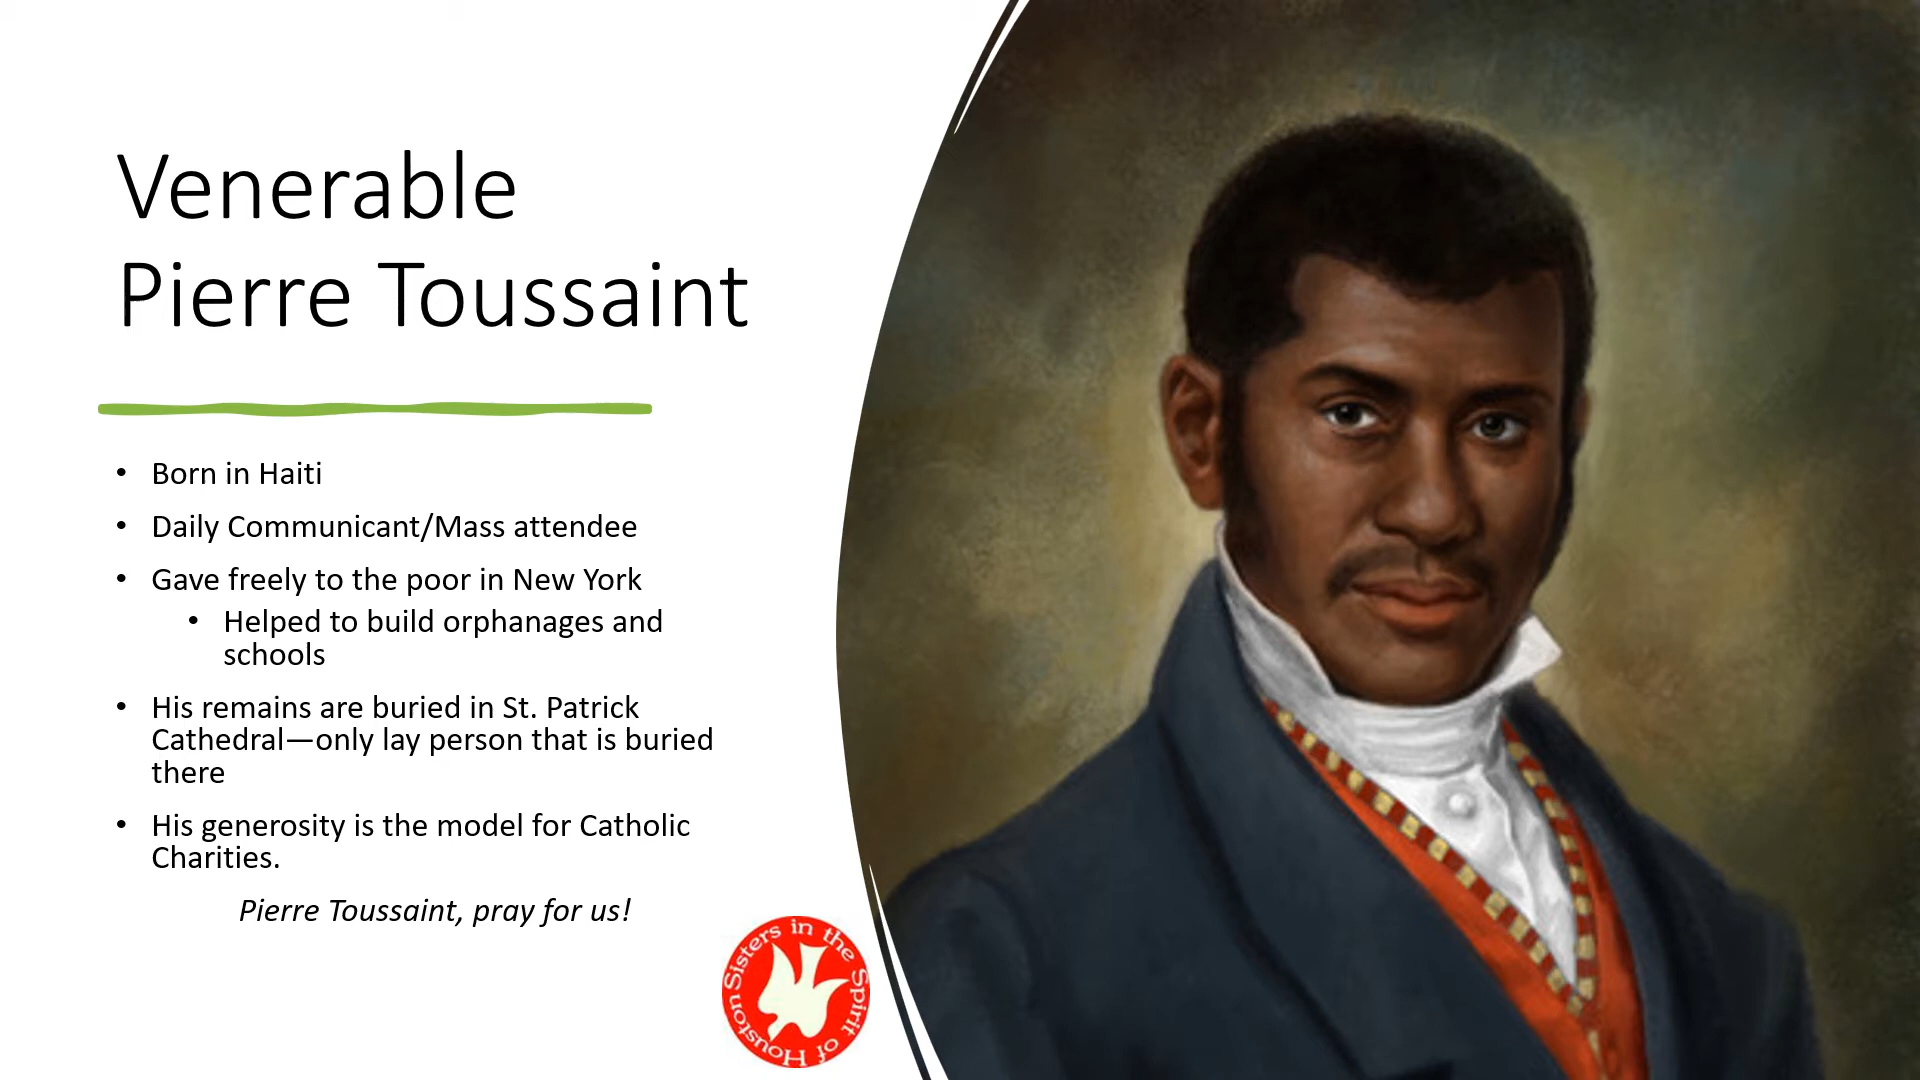 Venerable
Pierre Toussaint
• Born in Haiti
• Daily Communicant/Mass attendee
• Gave freely to the poor in New York
• Helped to build orphanages and
schools
• His remains are buried in St. Patrick
Cathedral—only lay person that is buried
there
• His generosity is the model for Catholic
Charities.
Pierre Toussaint, pray for us!
Sisters in the Spirit of Houston